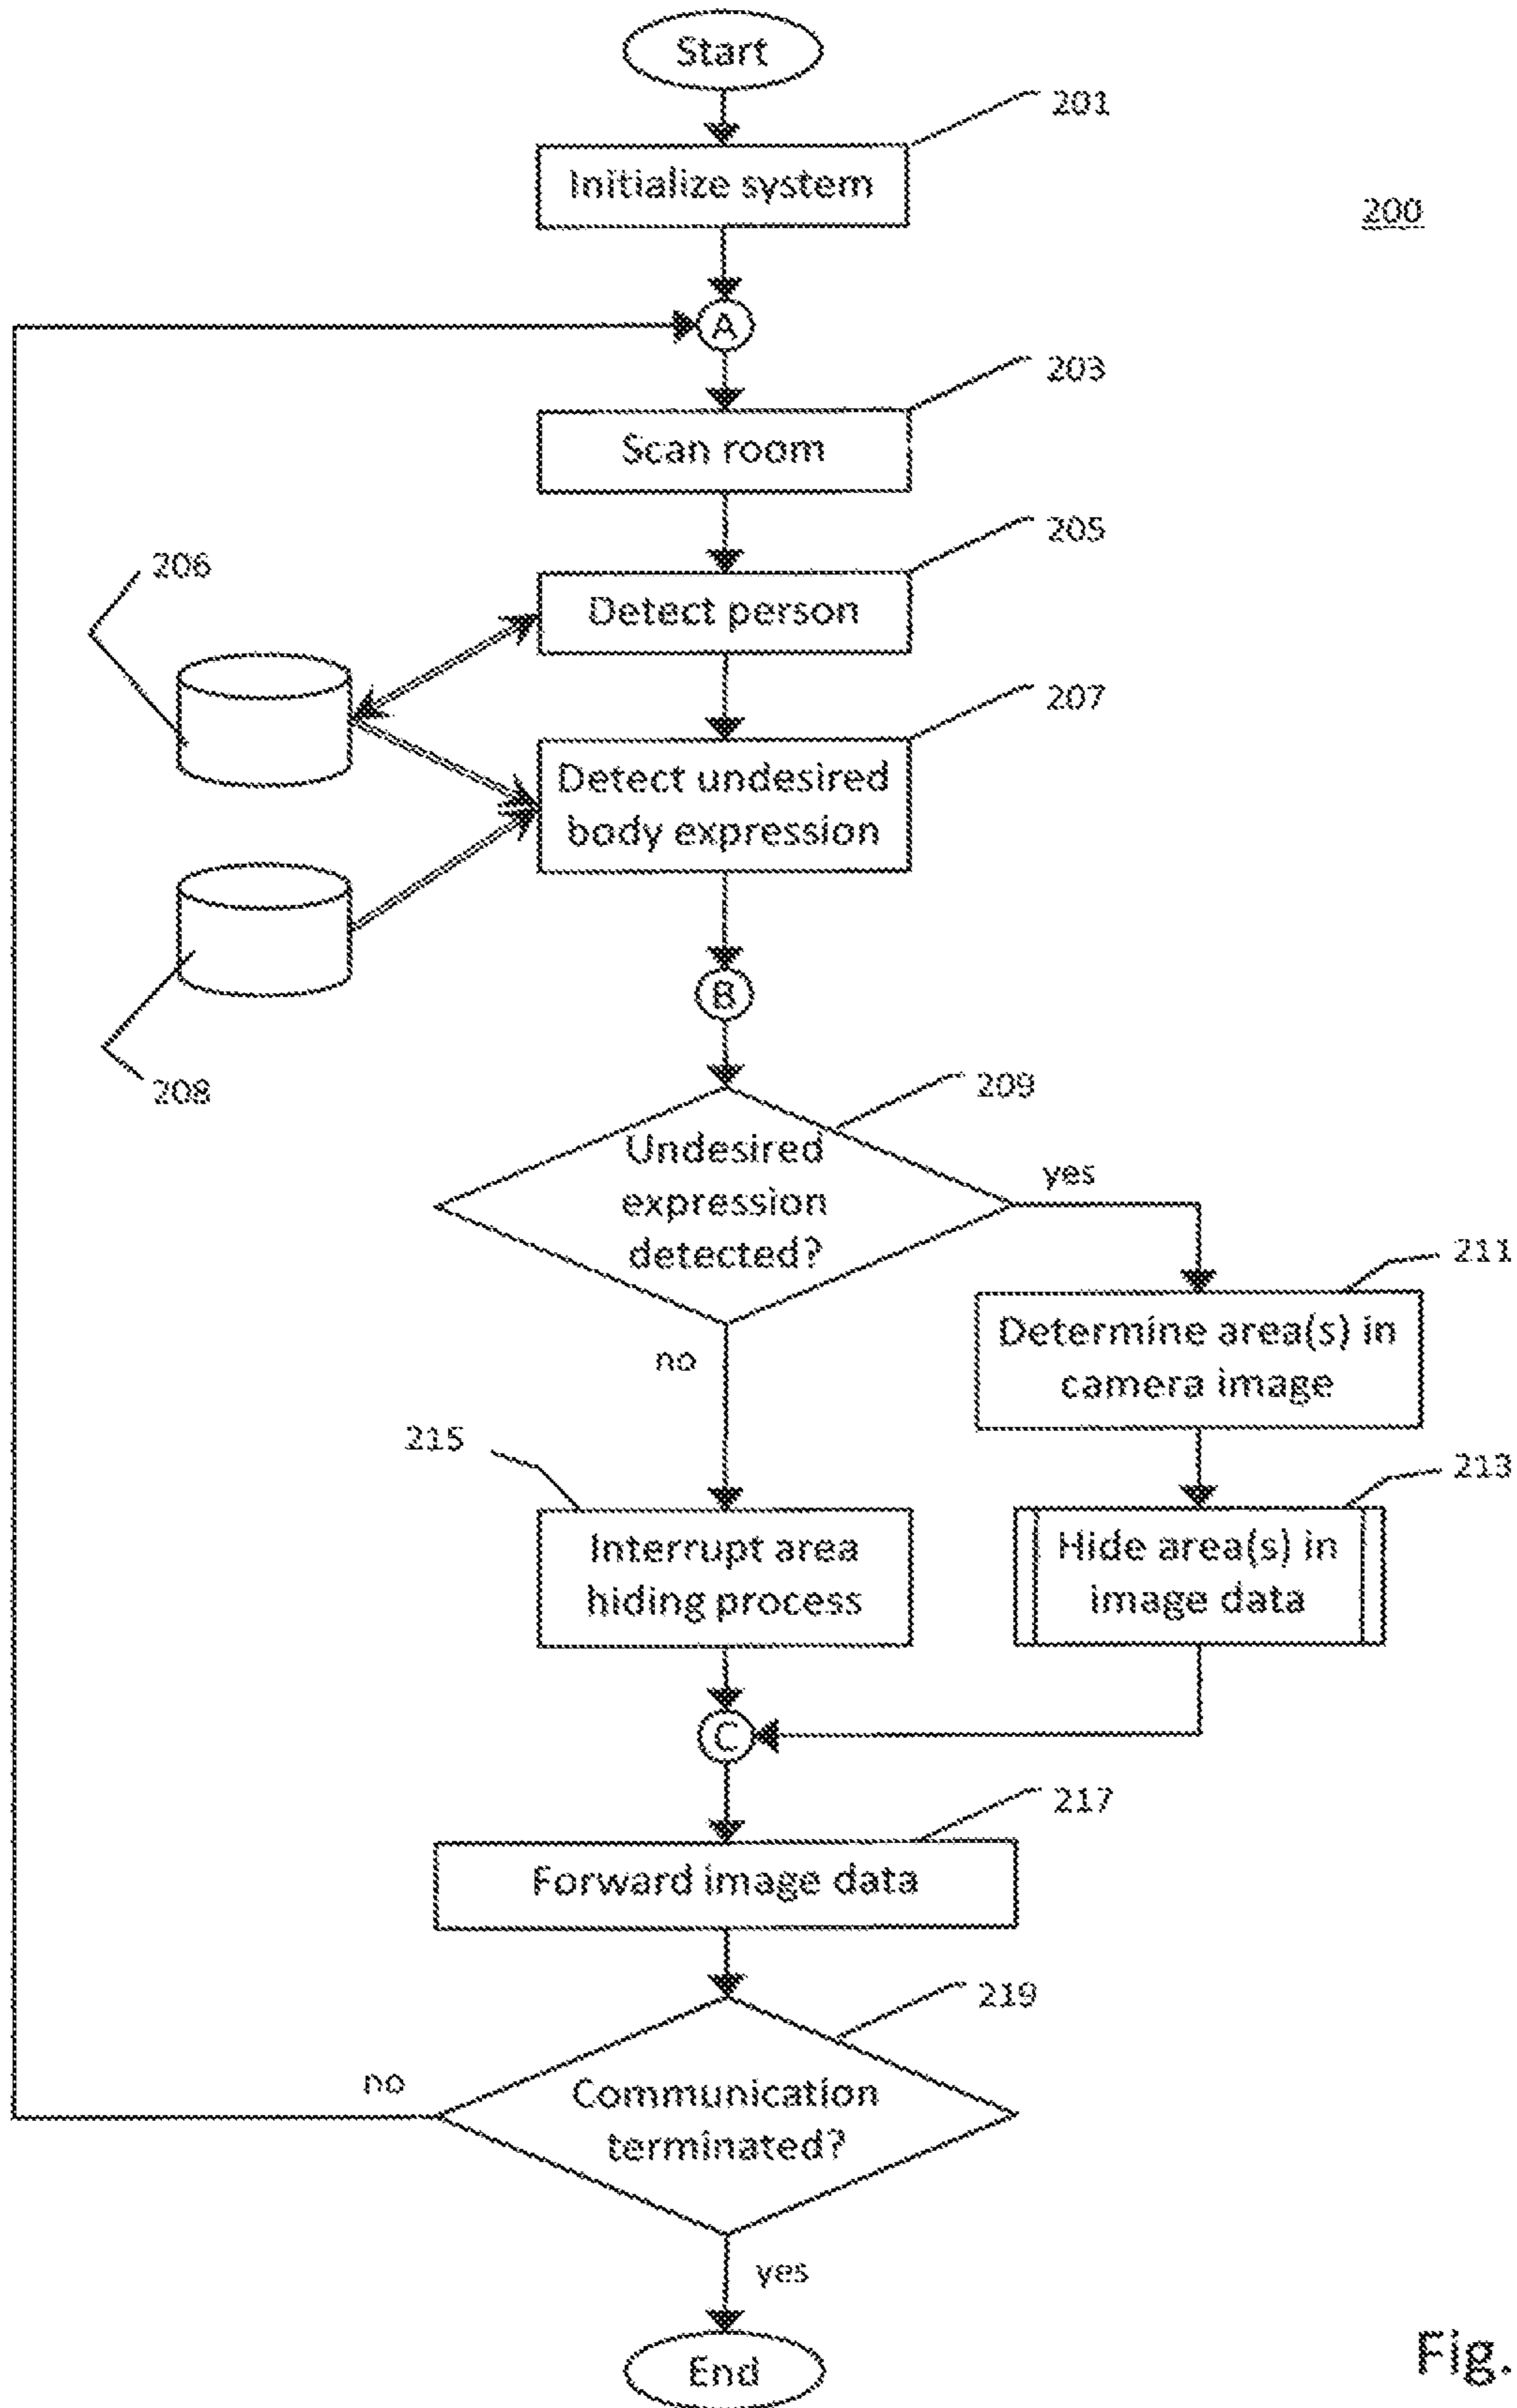 Start
201
Initialize system
200
A
203
Scan room
205
206
Detect person
207
Detect undesired
body expression
B
208
209
Undesired
expression
detected?
yes
211
Determine area(s) in
camera image
no
215
213
Interrupt area
hiding process
Hide area(s) in
image data
C
217
Forward image data
219
no
Communication
terminated?
yes
End
Fig.